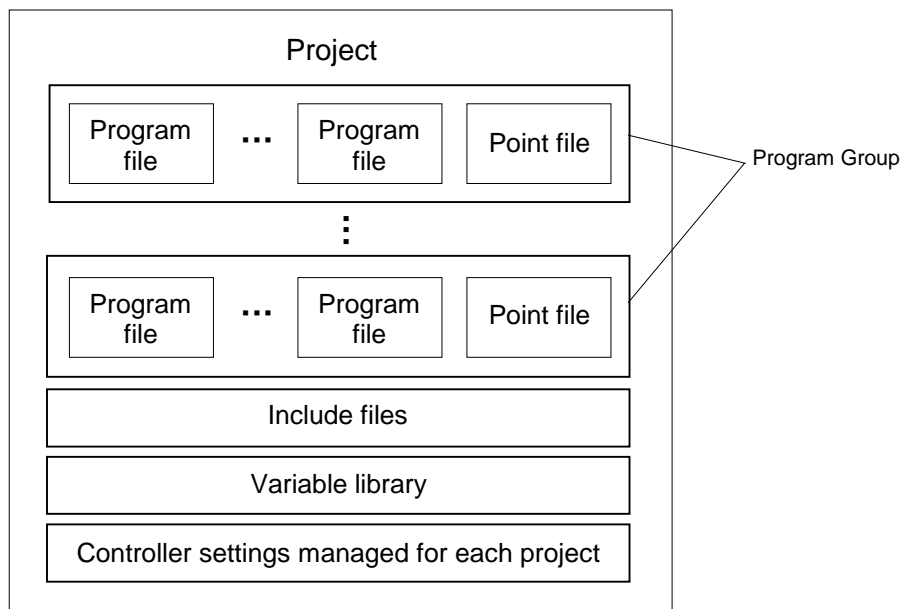 Project
Program file
...
Program file
Point file
Program Group
⋮
Program file
...
Program file
Point file
Include files
Variable library
Controller settings managed for each project